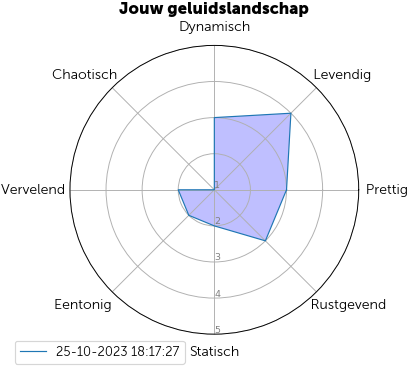 Jouw geluidslandschap
Dynamisch
Chaotisch
Levendig
Vervelend
1
Prettig
2
3
4
Eentonig
Rustgevend
5
25-10-2023 18:17:27
Statisch